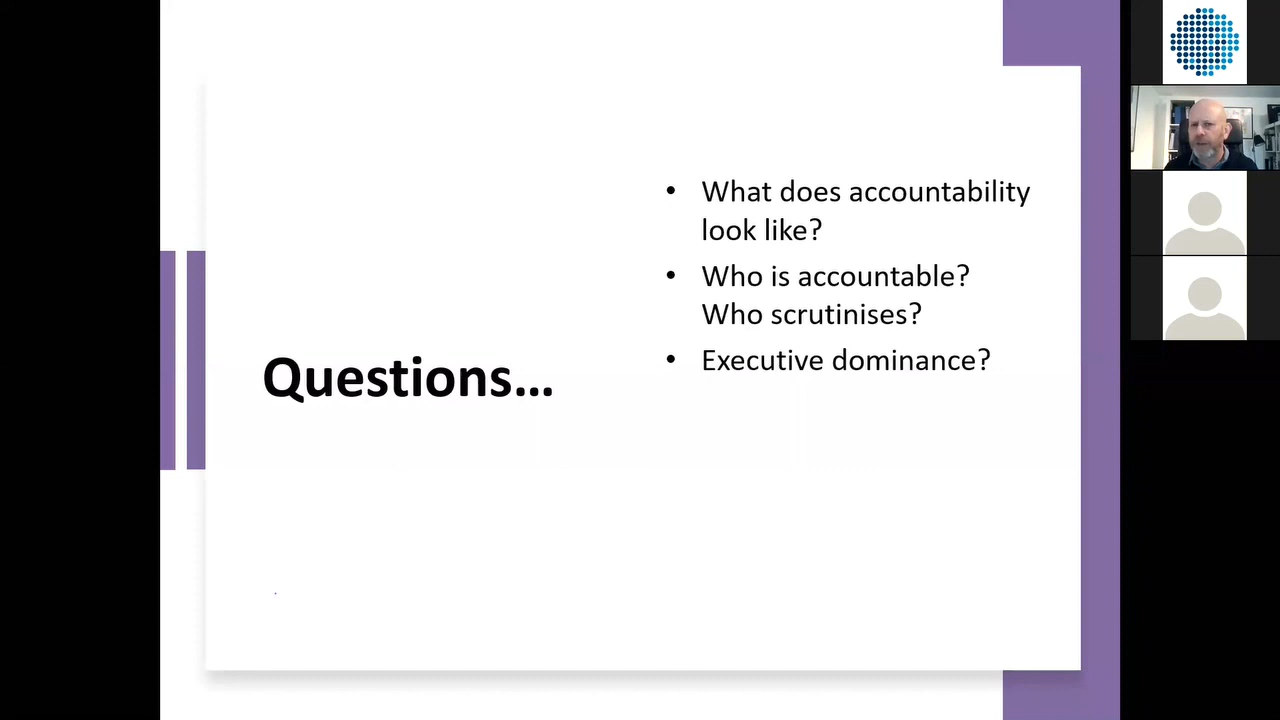 Questions…
• What does accountability
look like?
• Who is accountable?
Who scrutinises?
• Executive dominance?